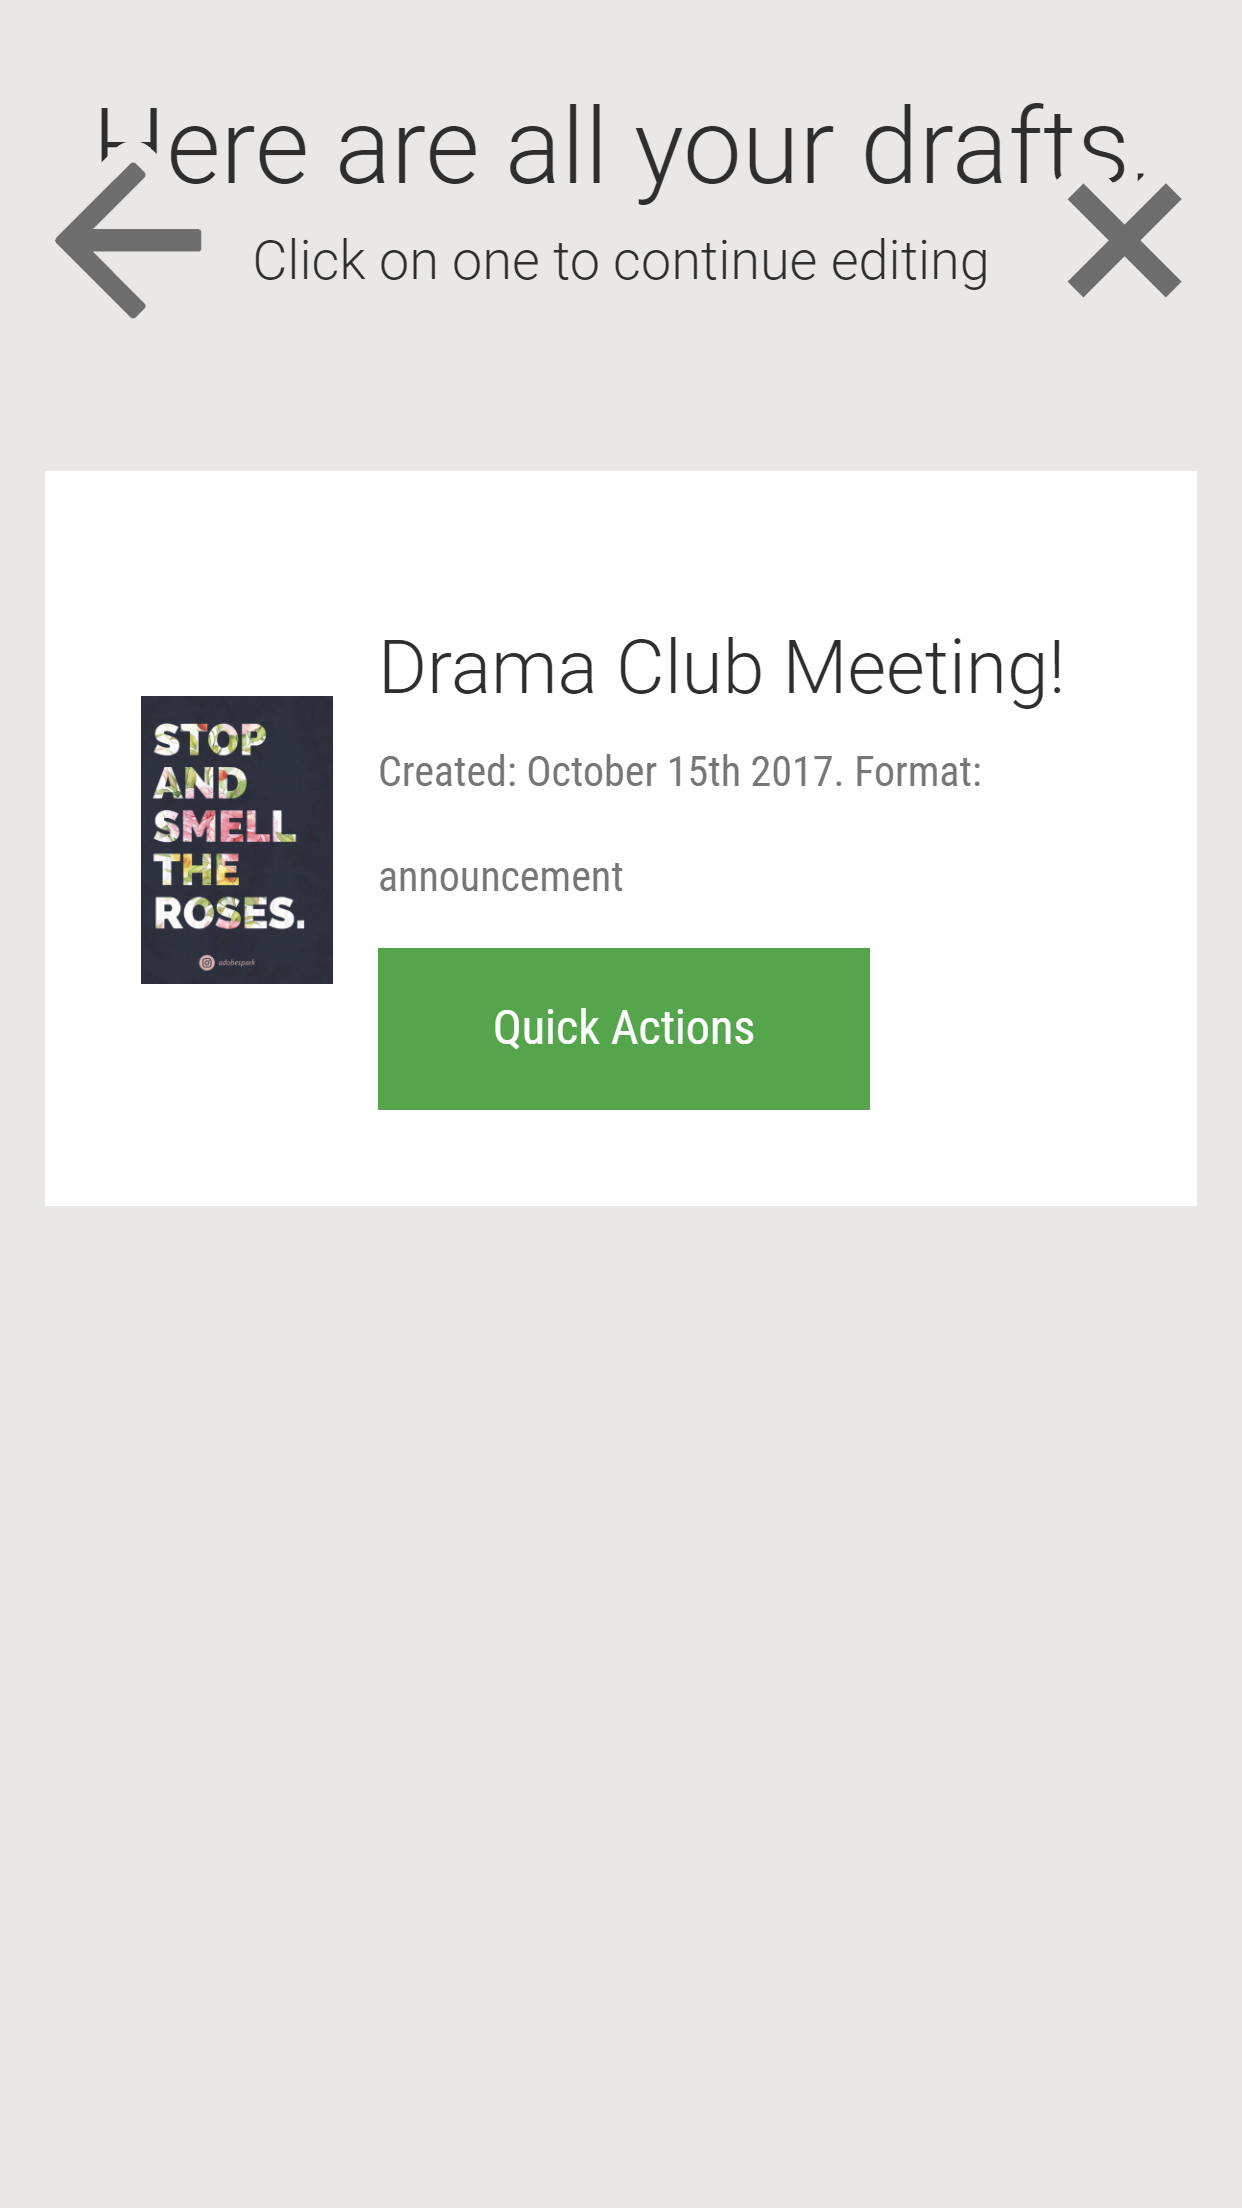 Here are all your drafts.
Click on one to continue editing
Drama Club Meeting!
Created: October 15th 2017. Format:
announcement
STOP
AND
SMELL
THE
ROSES.
adobespark
Quick Actions